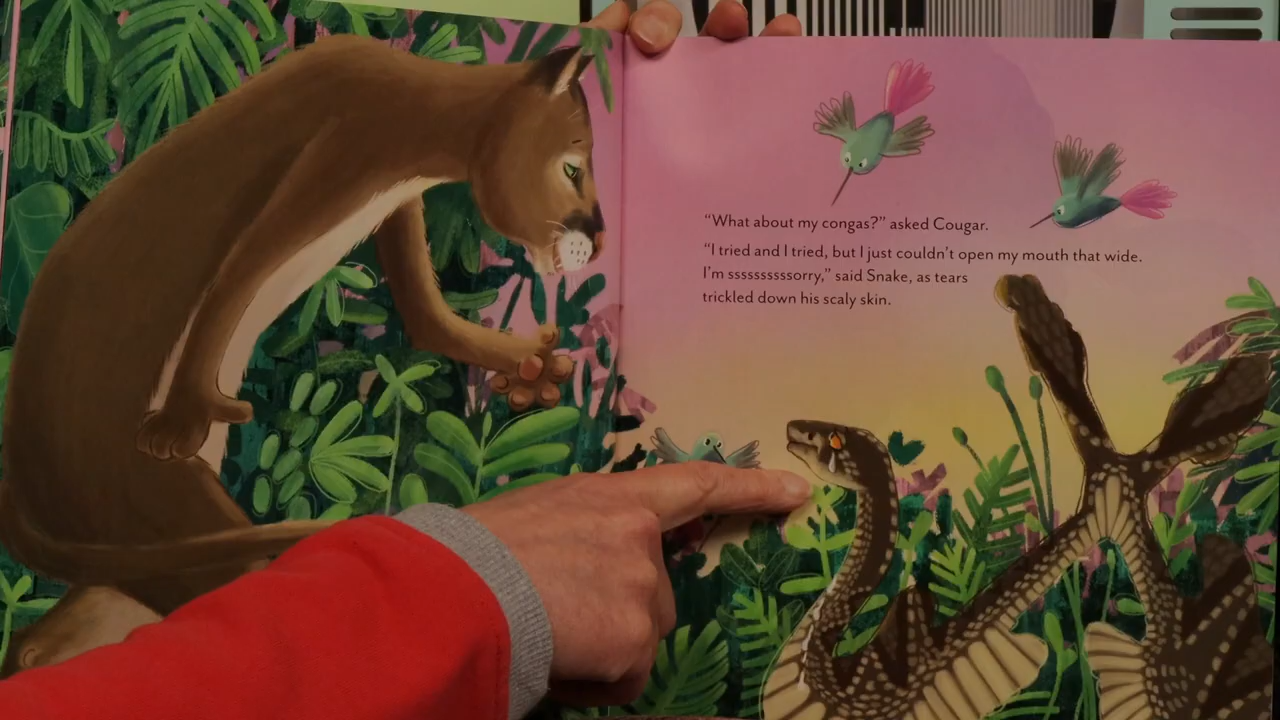 “What about my congas?” asked Cougar.
“I tried and I tried, but I just couldn’t open my mouth that wide.
I’m ssssssssssorry,” said Snake, as tears
trickled down his scaly skin.